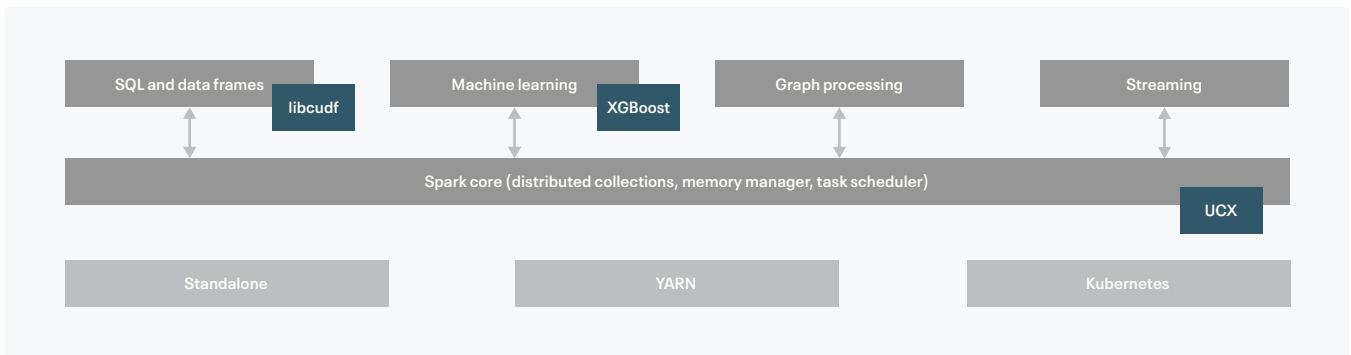 SQL and data frames
libcudf
Machine learning
XGBoost
Graph processing
Streaming
Spark core (distributed collections, memory manager, task scheduler)
UCX
Standalone
YARN
Kubernetes